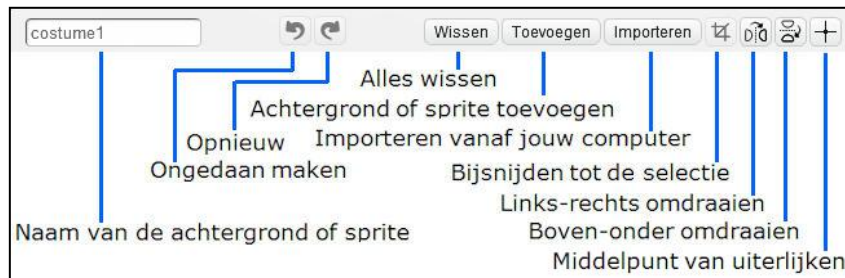 costume1 Wissen Toevoegen Importeren
Alles wissen
Achtergrond of sprite toevoegen
Opnieuw Importeren vanaf jouw computer
Ongedaan maken Bijsnijden tot de selectie
Links-rechts omdraaien
Naam van de achtergrond of sprite Boven-onder omdraaien
Middelpunt van uiterlijken